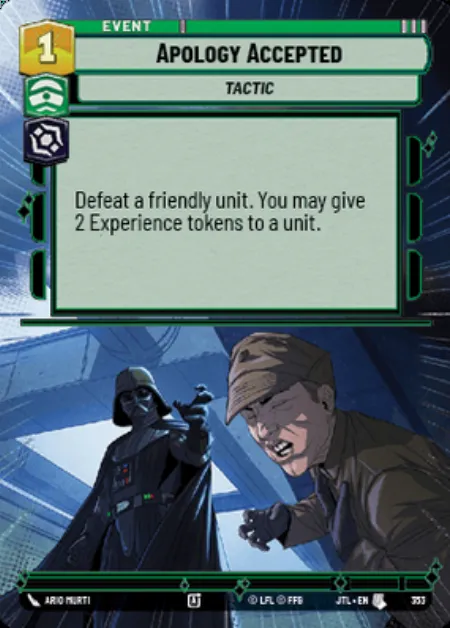 EVENT
1
APOLOGY ACCEPTED
TACTIC
Defeat a friendly unit. You may give
2 Experience tokens to a unit.
ARIO MURTI
© LFL © FFG
JTL • EN
353